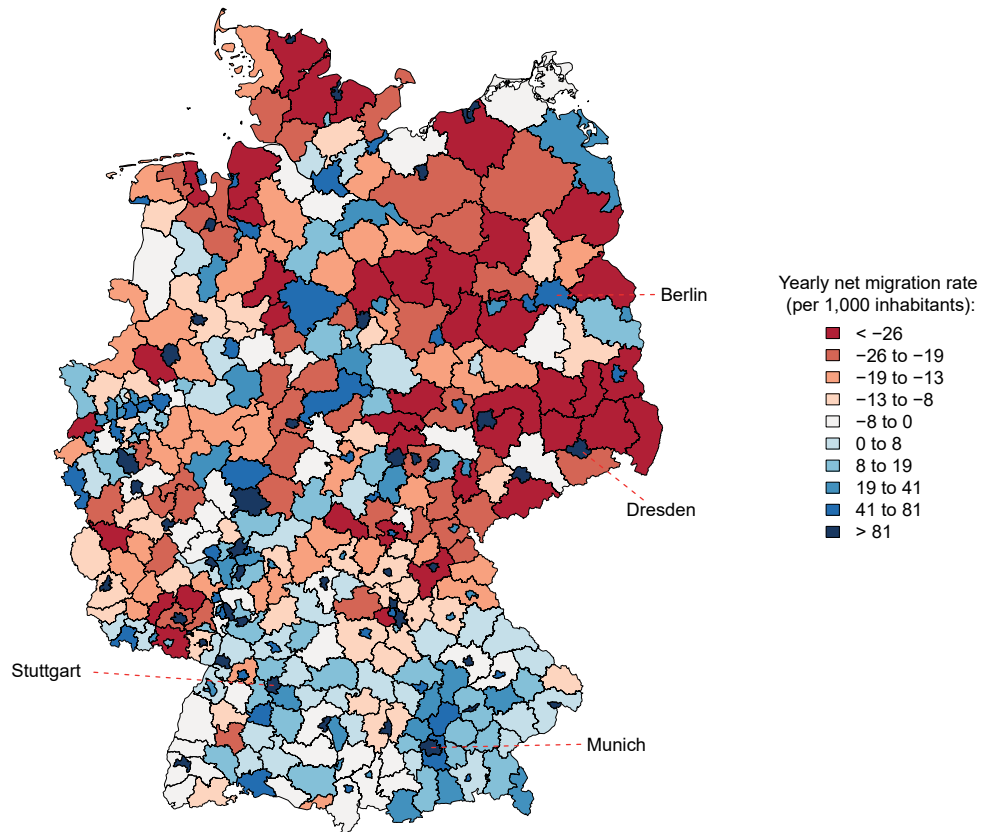 Yearly net migration rate
(per 1,000 inhabitants):
< −26
−26 to −19
−19 to −13
−13 to −8
−8 to 0
0 to 8
8 to 19
19 to 41
41 to 81
> 81
Berlin
Dresden
Stuttgart
Munich